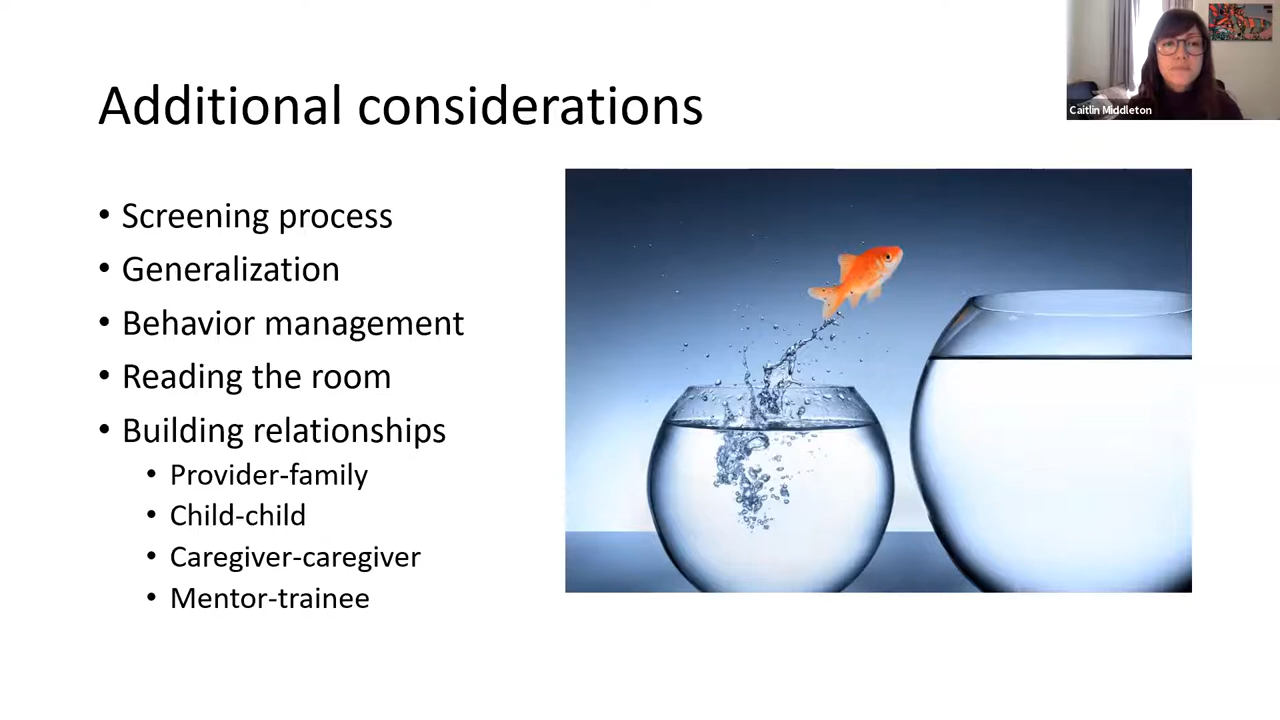 Additional considerations
Caitlin Middleton
• Screening process
• Generalization
• Behavior management
• Reading the room
• Building relationships
• Provider-family
• Child-child
• Caregiver-caregiver
• Mentor-trainee